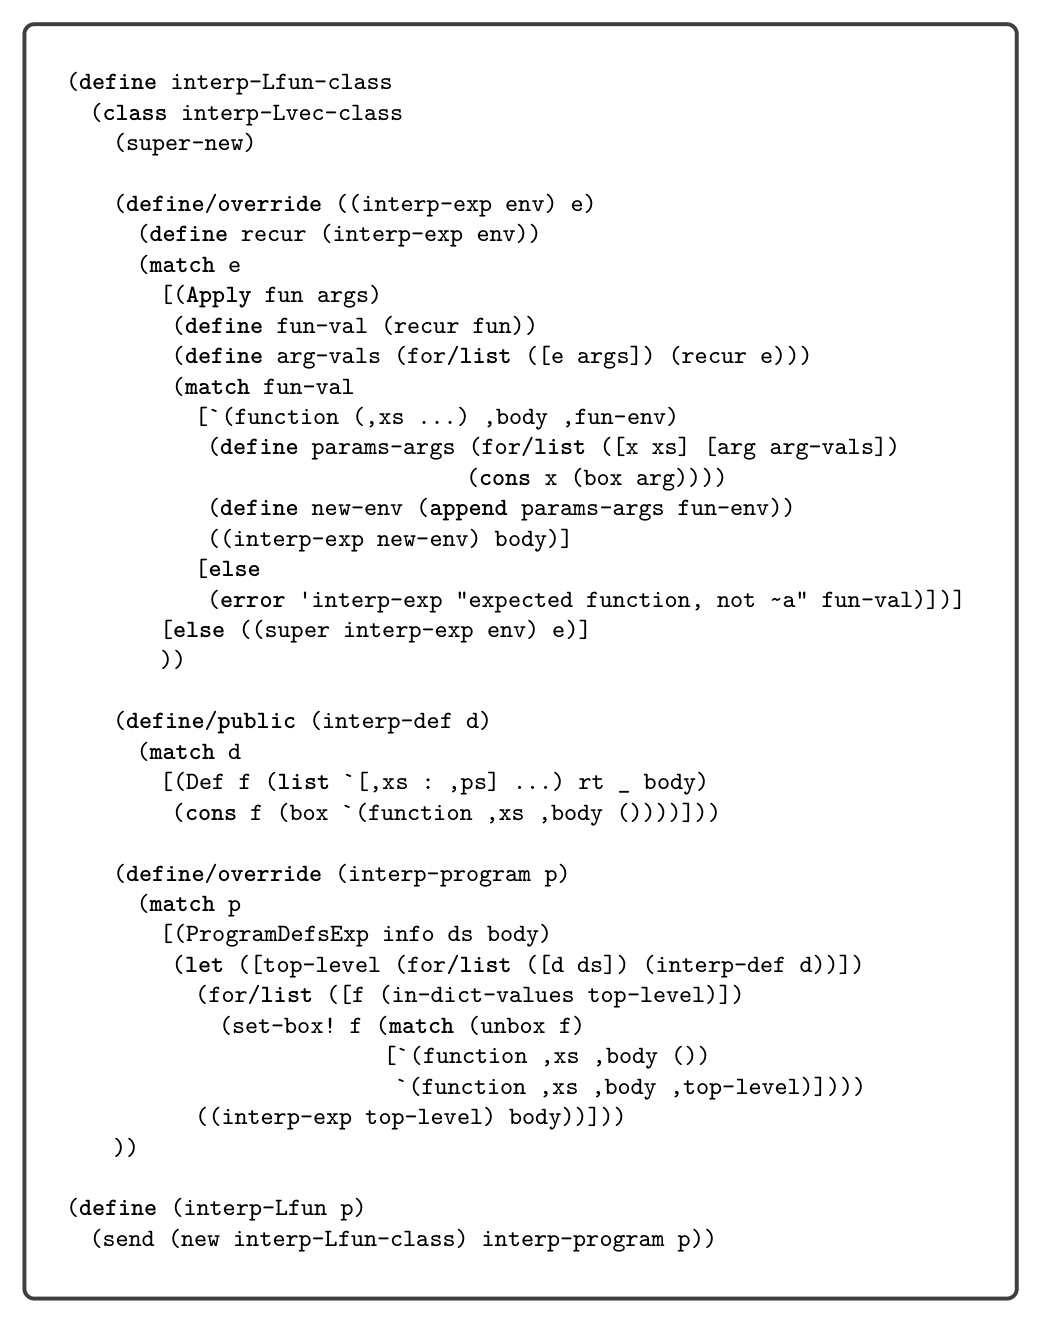 (define interp-Lfun-class
  (class interp-Lvec-class
    (super-new)

    (define/override ((interp-exp env) e)
      (define recur (interp-exp env))
      (match e
        [(Apply fun args)
         (define fun-val (recur fun))
         (define arg-vals (for/list ([e args]) (recur e)))
         (match fun-val
           [`(function (,xs ...) ,body ,fun-env)
            (define params-args (for/list ([x xs] [arg arg-vals])
                                  (cons x (box arg))))
            (define new-env (append params-args fun-env))
            ((interp-exp new-env) body)]
           [else
            (error 'interp-exp "expected function, not ~a" fun-val)])]
        [else ((super interp-exp env) e)]
        ))

    (define/public (interp-def d)
      (match d
        [(Def f (list `[,xs : ,ps] ...) rt _ body)
         (cons f (box `(function ,xs ,body ())))]))

    (define/override (interp-program p)
      (match p
        [(ProgramDefsExp info ds body)
         (let ([top-level (for/list ([d ds]) (interp-def d))])
           (for/list ([f (in-dict-values top-level)])
             (set-box! f (match (unbox f)
                           [`(function ,xs ,body ())
                            `(function ,xs ,body ,top-level)])))
           ((interp-exp top-level) body))]))
    ))

(define (interp-Lfun p)
  (send (new interp-Lfun-class) interp-program p))